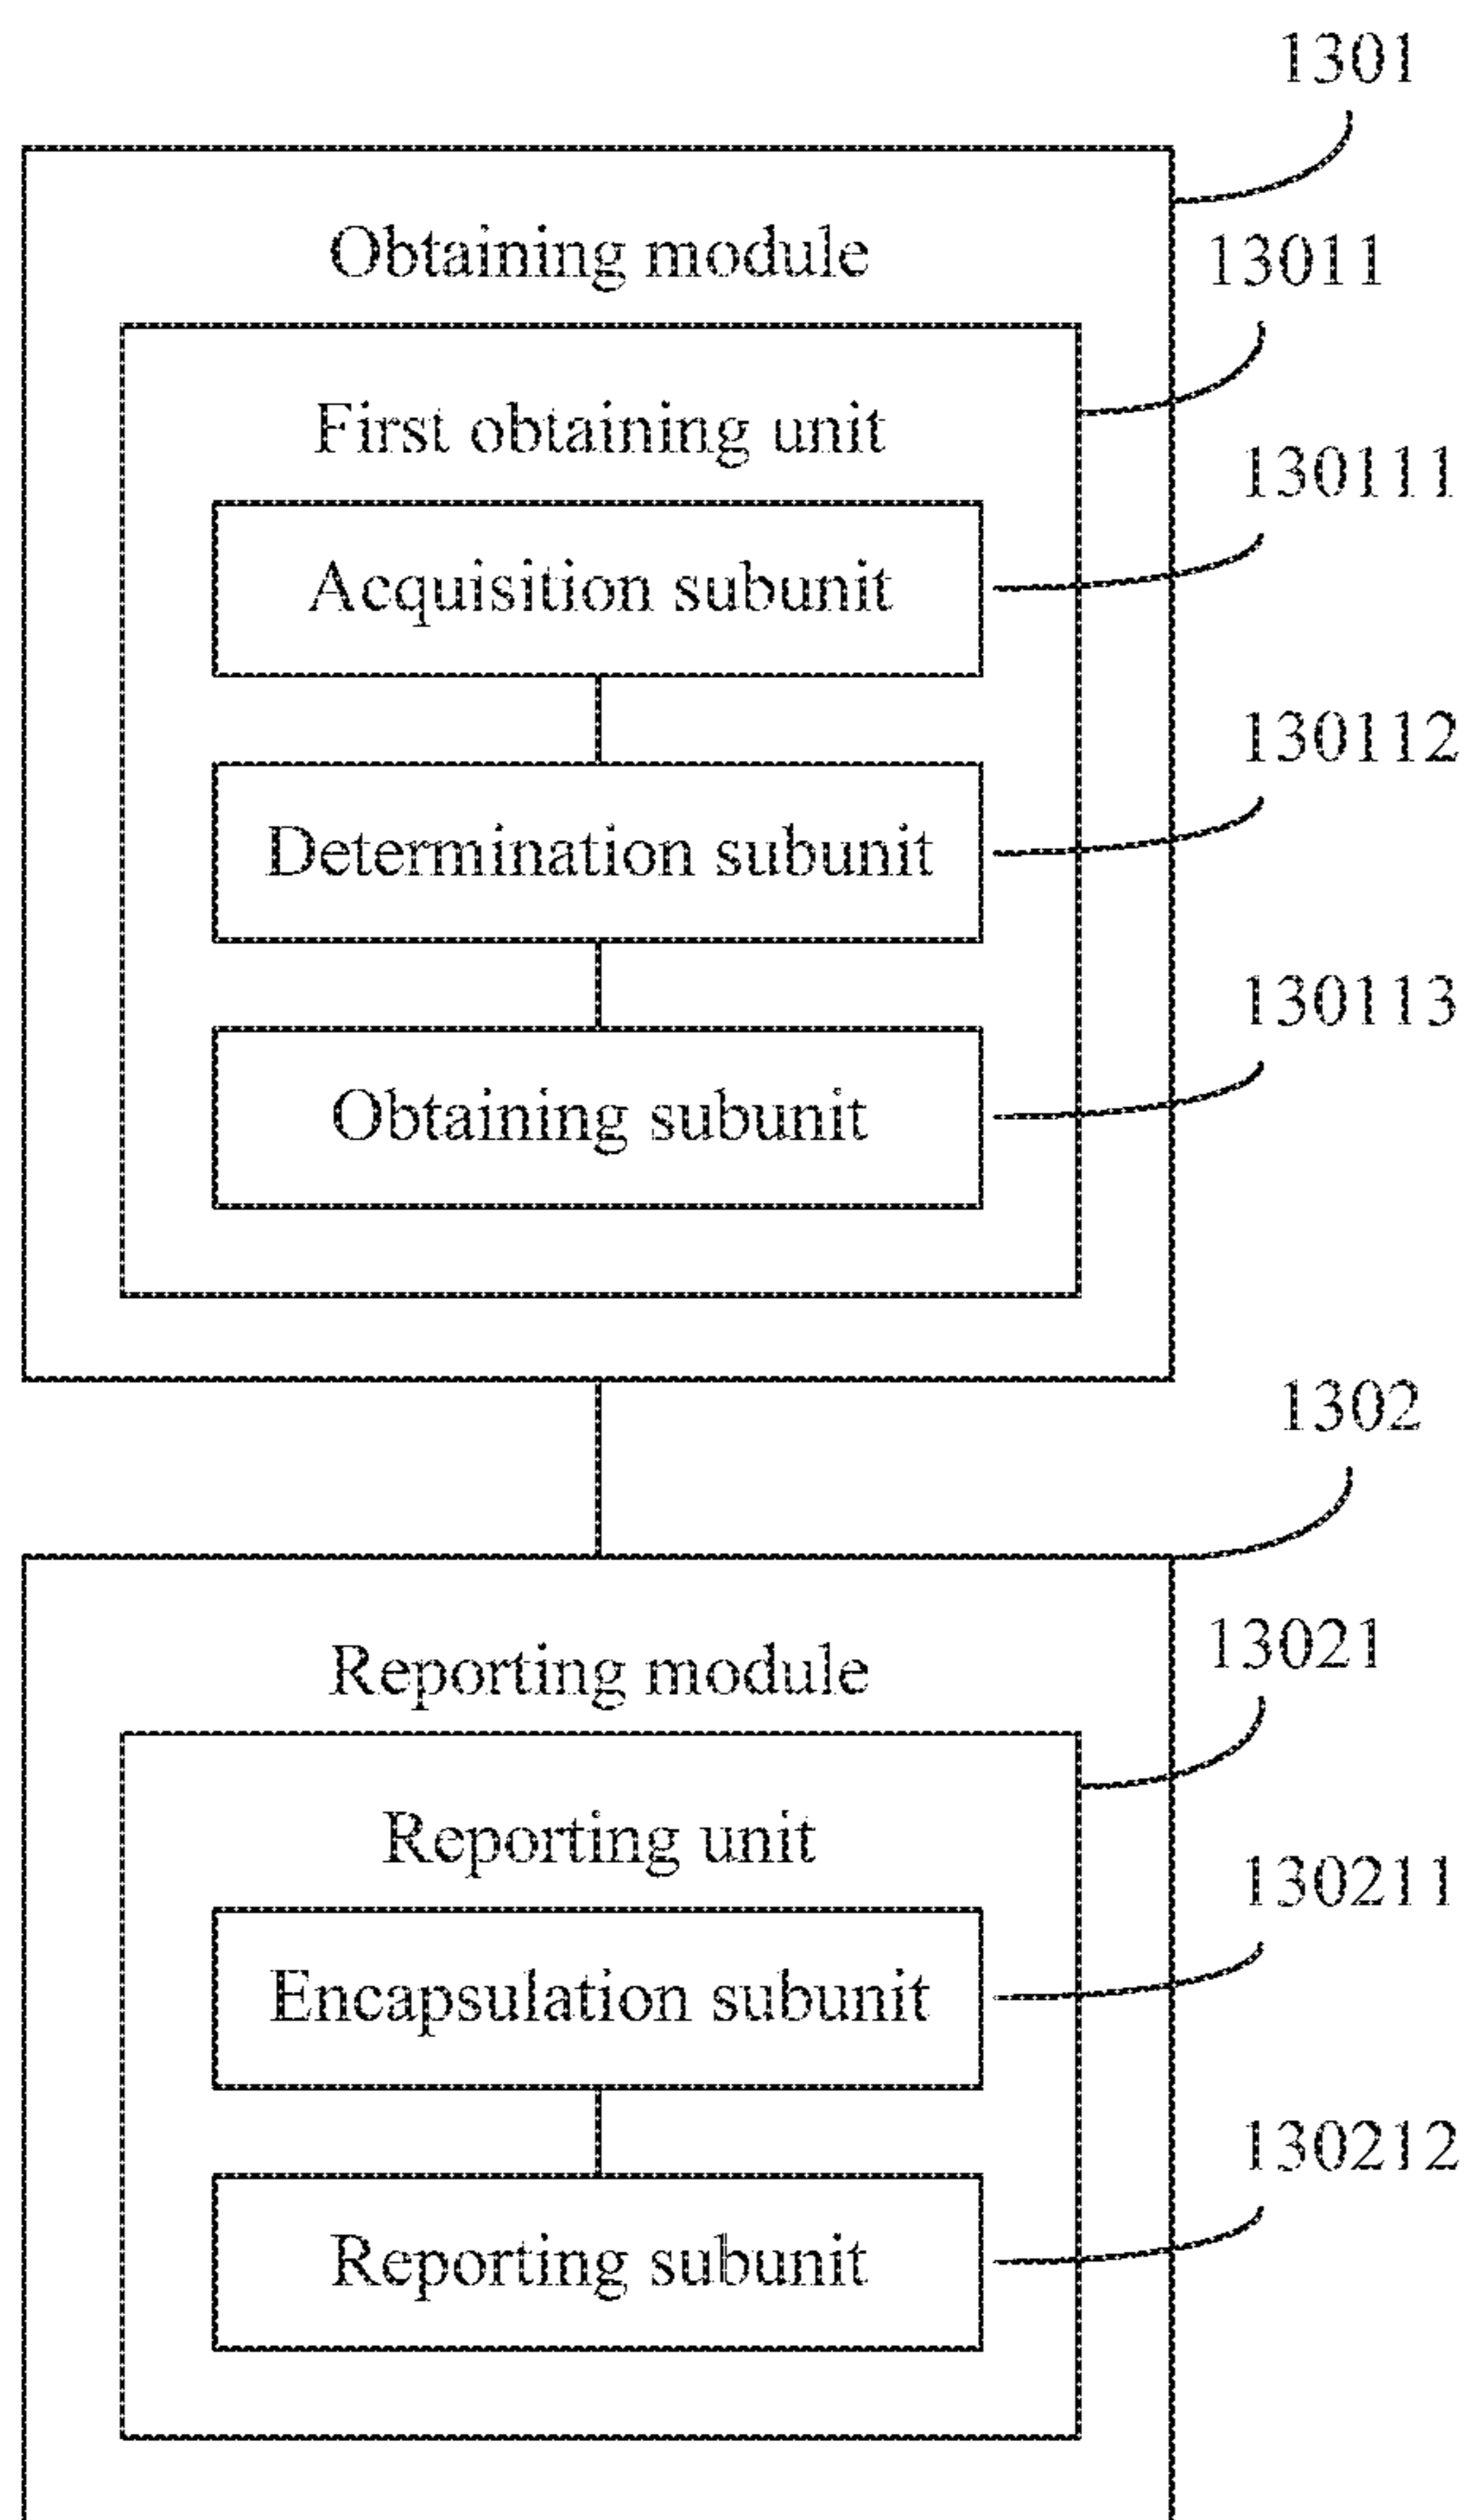 1301
Obtaining module
13011
First obtaining unit
130111
Acquisition subunit
130112
Determination subunit
130113
Obtaining subunit
1302
Reporting module
13021
Reporting unit
130211
Encapsulation subunit
130212
Reporting subunit